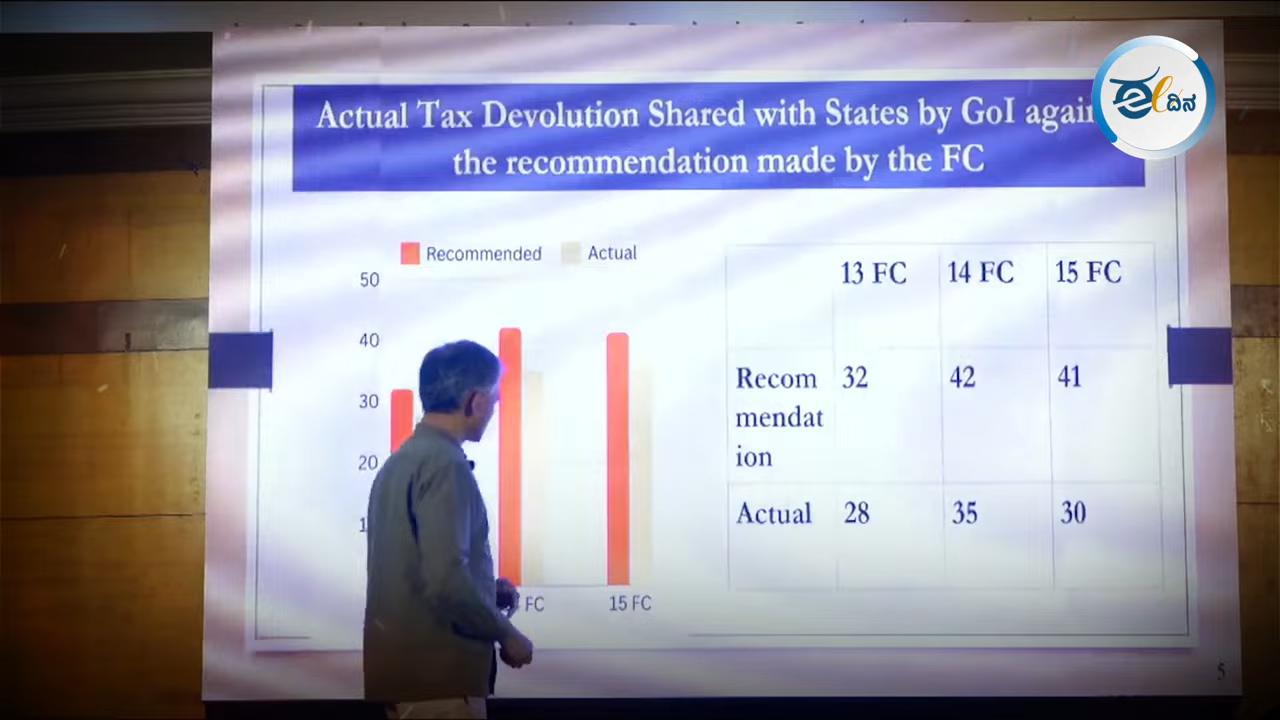 Actual Tax Devolution Shared with States by GoI
the recommendation made by the FC
eದಿನ
Recommended Actual
50
40
30
20
FC 15 FC
13 FC 14 FC 15 FC
Recom 32 42 41
mendat
ion
Actual 28 35 30
5